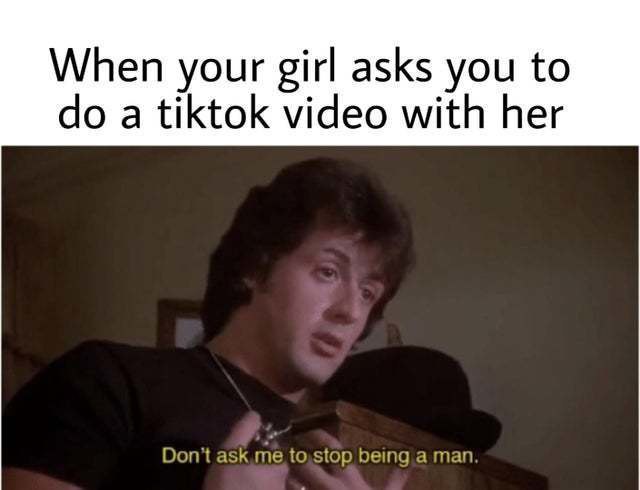 When your girl asks you to
do a tiktok video with her
Don't ask me to stop being a man.